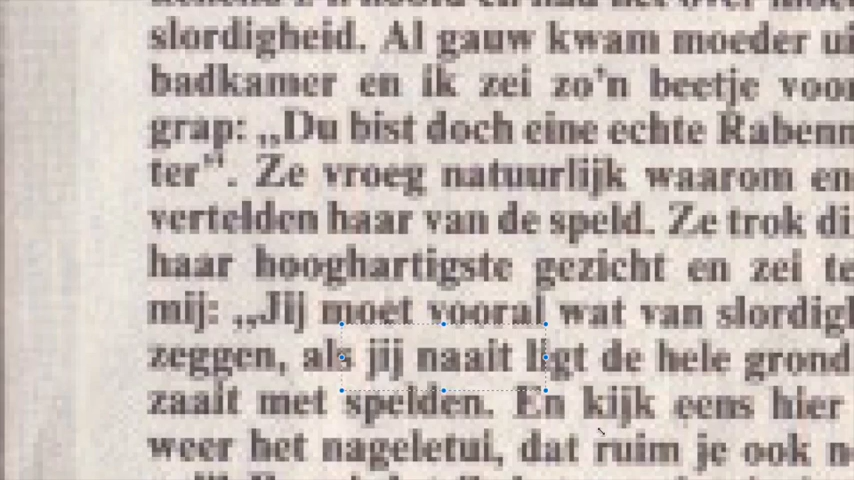 slordigheid. Al gauw kwam moeder ui
badkamer en ik zei zo'n beetje voor
grap: „Du bist doch eine echte Rabenn
ter”. Ze vroeg natuurlijk waarom en
vertelden haar van de speld. Ze trok di
haar hooghartigste gezicht en zei te
mij: „Jij moet vooral wat van slordigh
zeggen, als jij naait ligt de hele grond
zaait met spelden. En kijk eens hier
weer het nageletui, dat ruim je ook n